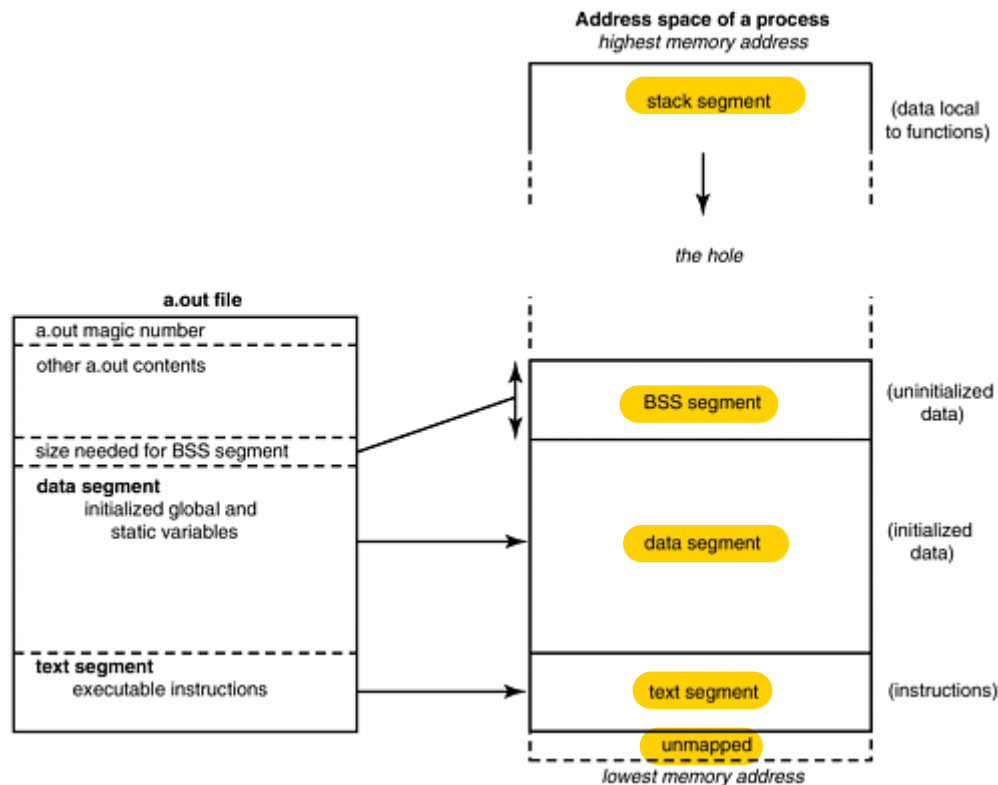 Address space of a process
highest memory address
stack segment
(data local
to functions)
the hole
a.out file
a.out magic number
other a.out contents
size needed for BSS segment
data segment
initialized global and
static variables
text segment
executable instructions
BSS segment
(uninitialized
data)
data segment
(initialized
data)
text segment
(instructions)
unmapped
lowest memory address